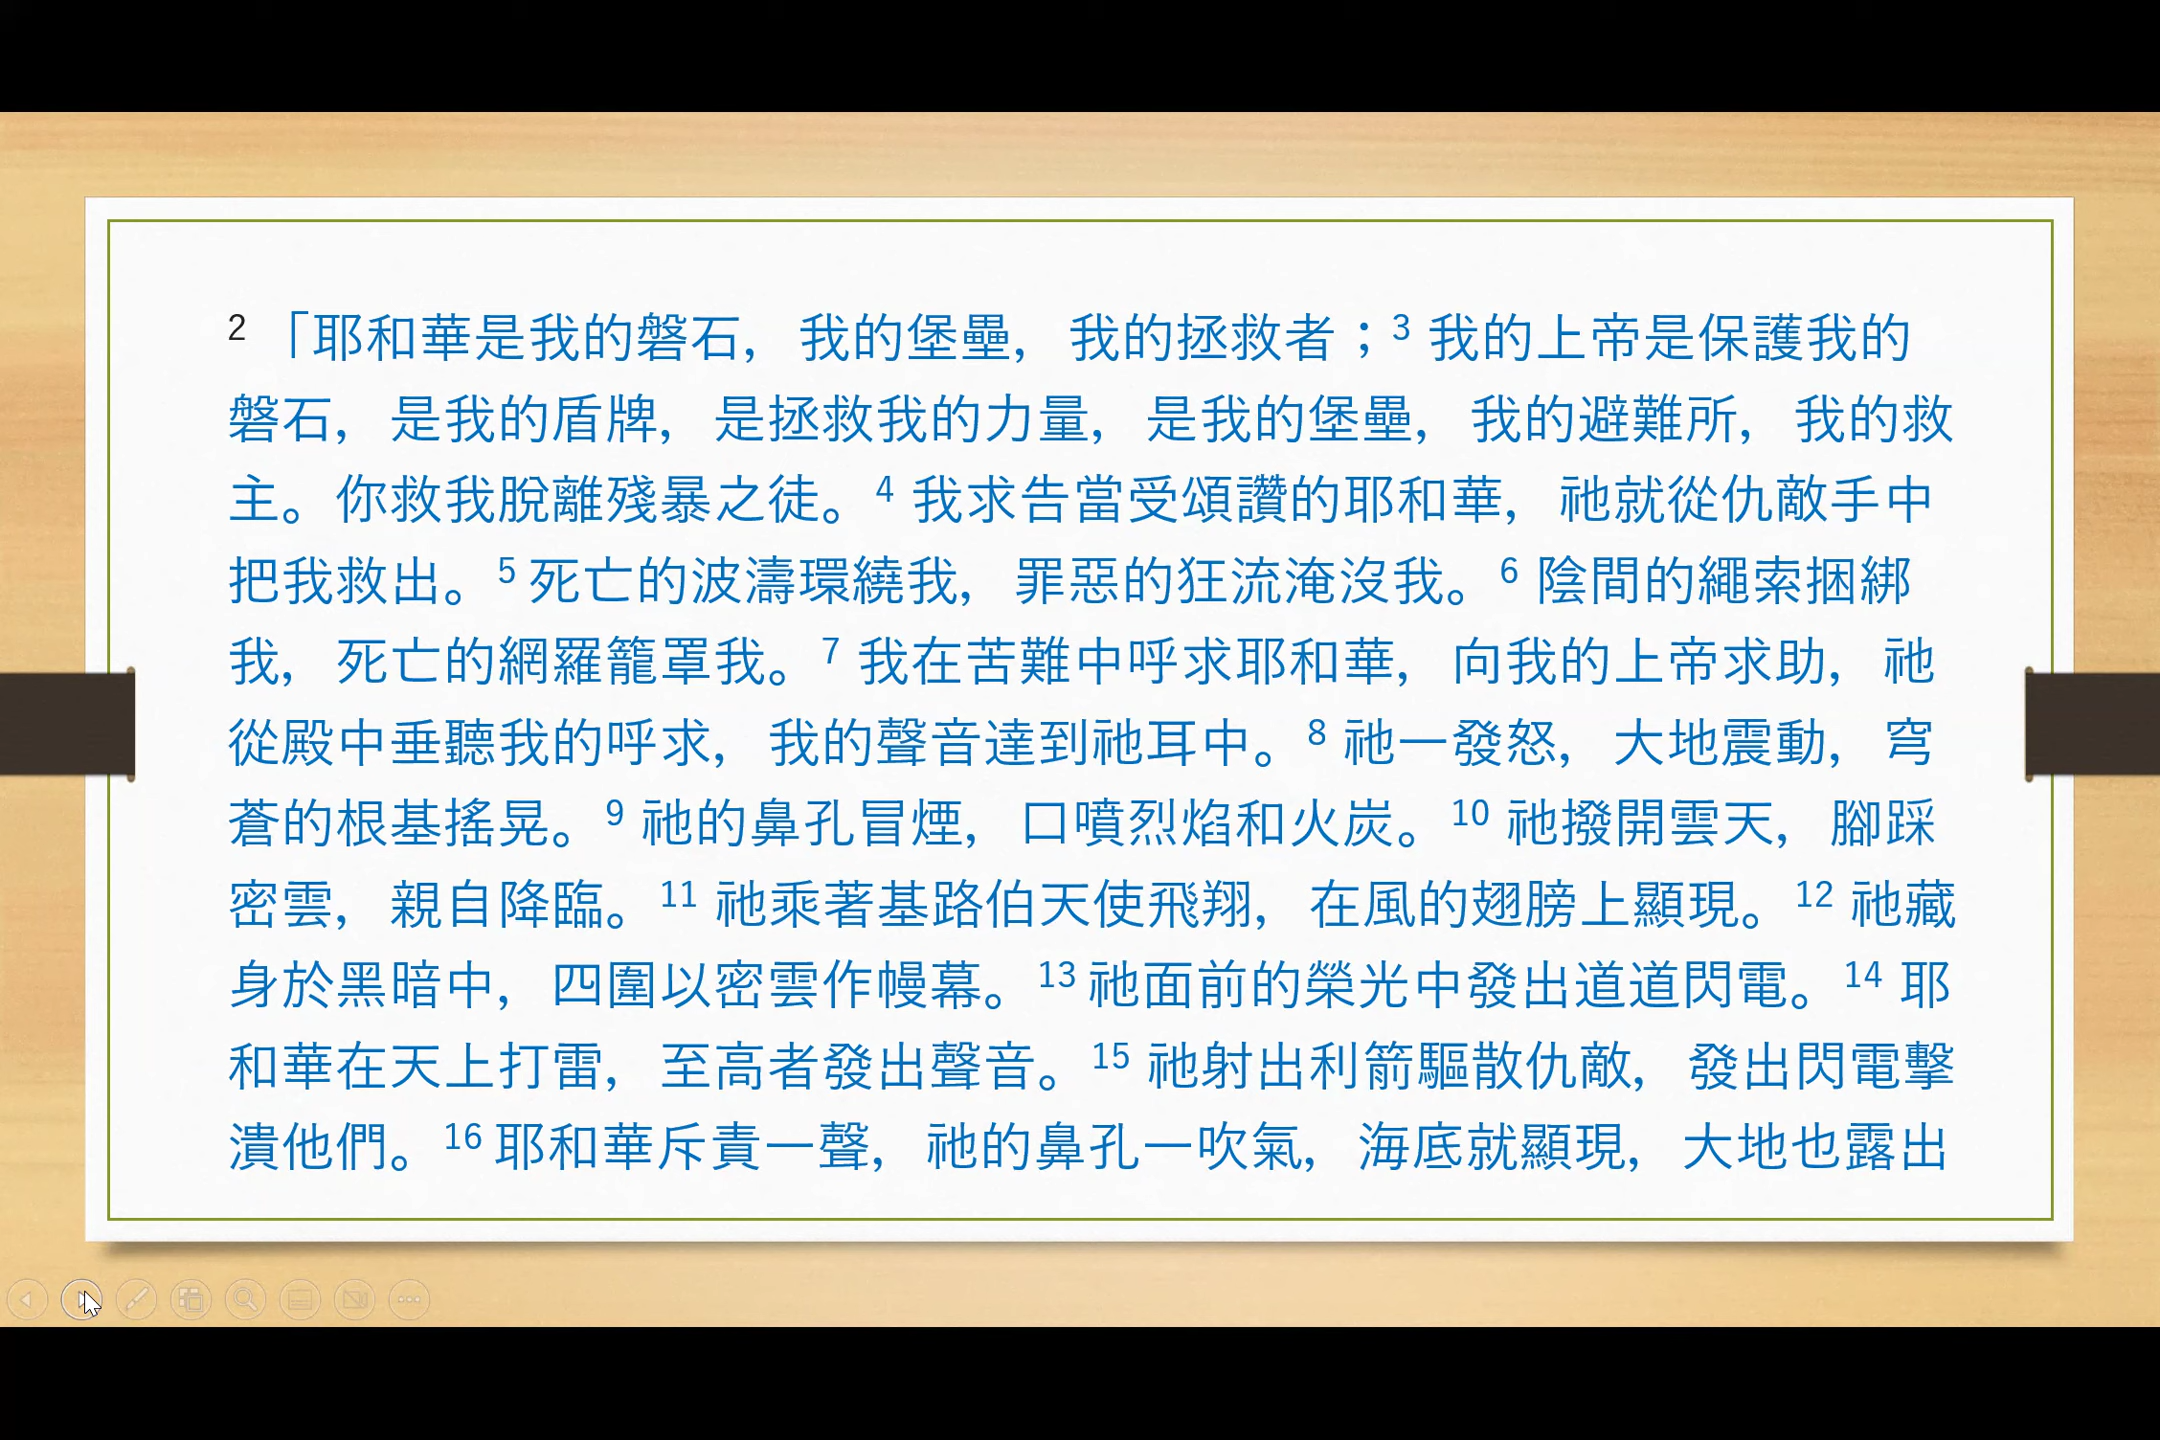 2 「耶和華是我的磐石，我的堡壘，我的拯救者；3 我的上帝是保護我的
磐石，是我的盾牌，是拯救我的力量，是我的堡壘，我的避難所，我的救
主。你救我脫離殘暴之徒。4 我求告當受頌讚的耶和華，祂就從仇敵手中
把我救出。5 死亡的波濤環繞我，罪惡的狂流淹沒我。6 陰間的繩索捆綁
我，死亡的網羅籠罩我。7 我在苦難中呼求耶和華，向我的上帝求助，祂
從殿中垂聽我的呼求，我的聲音達到祂耳中。8 祂一發怒，大地震動，穹
蒼的根基搖晃。9 祂的鼻孔冒煙，口噴烈焰和火炭。10 祂撥開雲天，腳踩
密雲，親自降臨。11 祂乘著基路伯天使飛翔，在風的翅膀上顯現。12 祂藏
身於黑暗中，四圍以密雲作幔幕。13 祂面前的榮光中發出道道閃電。14 耶
和華在天上打雷，至高者發出聲音。15 祂射出利箭驅散仇敵，發出閃電擊
潰他們。16 耶和華斥責一聲，祂的鼻孔一吹氣，海底就顯現，大地也露出